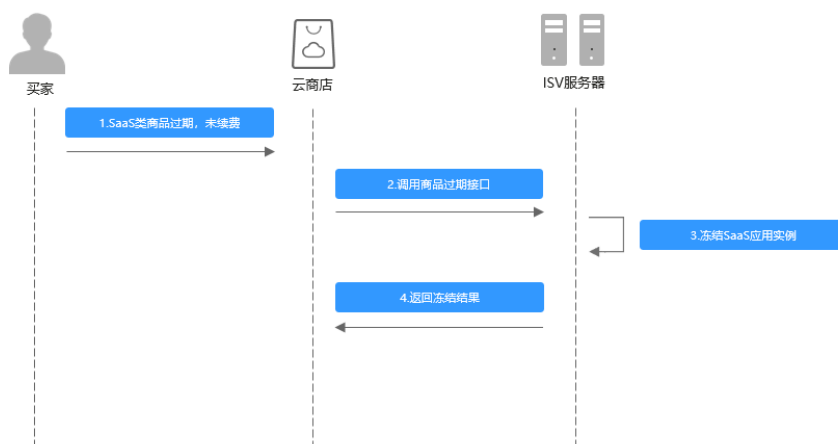 买家
云商店
ISV服务器
1.SaaS类商品过期，未续费
2.调用商品过期接口
3.冻结SaaS应用实例
4.返回冻结结果